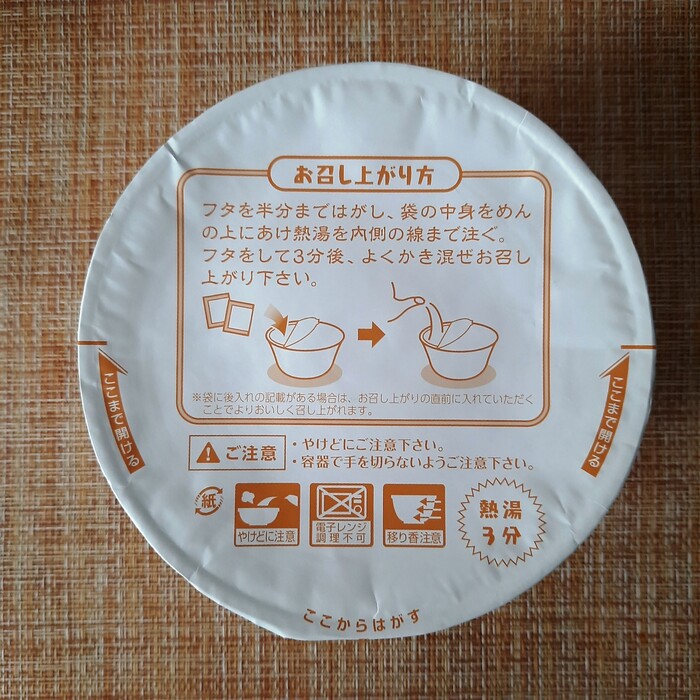 お召し上がり方
フタを半分まではがし、袋の中身をめん
の上にあけ熱湯を内側の線まで注ぐ。
フタをして3分後、よくかき混ぜお召し
上がり下さい。
※袋に後入れの記載がある場合は、お召し上がりの直前に入れていただく
ことでよりおいしく召し上がれます。
ここまで開ける
ここまで開ける
ご注意
・やけどにご注意下さい。
・容器で手を切らないようご注意下さい。
紙
やけどに注意
電子レンジ
調理不可
移り香注意
熱湯
3分
ここからはがす